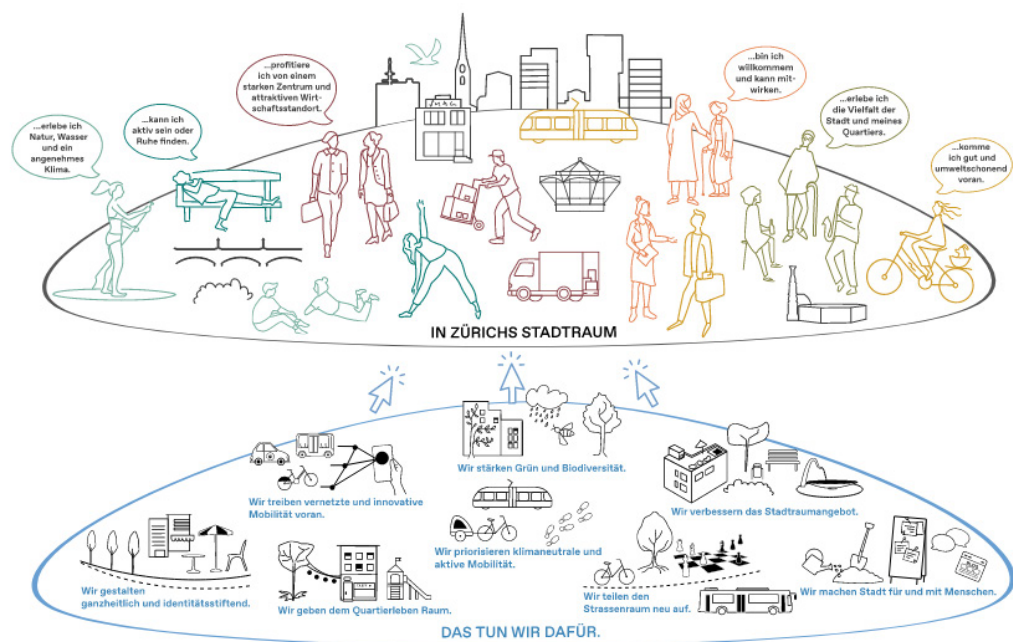 ...erlebe ich
Natur, Wasser
und ein
angenehmes
Klima.
...kann ich
aktiv sein oder
Ruhe finden.
...profitiere
ich von einem
starken Zentrum und
attraktiven Wirt-
schaftsstandort.
...bin ich
willkommem
und kann mit-
wirken.
...erlebe ich
die Vielfalt der
Stadt und meines
Quartiers.
...komme
ich gut und
umweltschonend
voran.
IN ZÜRICHS STADTRAUM
Wir stärken Grün und Biodiversität.
Wir treiben vernetzte und innovative
Mobilität voran.
Wir verbessern das Stadtraumangebot.
Wir priorisieren klimaneutrale und
aktive Mobilität.
Wir gestalten
ganzheitlich und identitätsstiftend.
Wir geben dem Quartierleben Raum.
Wir teilen den
Strassenraum neu auf.
Wir machen Stadt für und mit Menschen.
DAS TUN WIR DAFÜR.